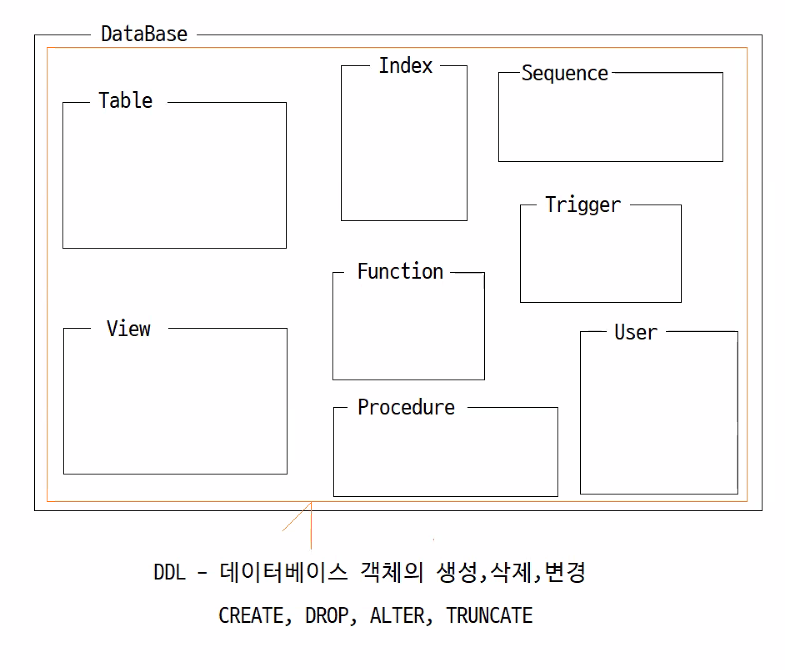 DataBase
Index
Sequence
Table
Trigger
Function
View
User
Procedure
DDL - 데이터베이스 객체의 생성,삭제,변경
CREATE, DROP, ALTER, TRUNCATE